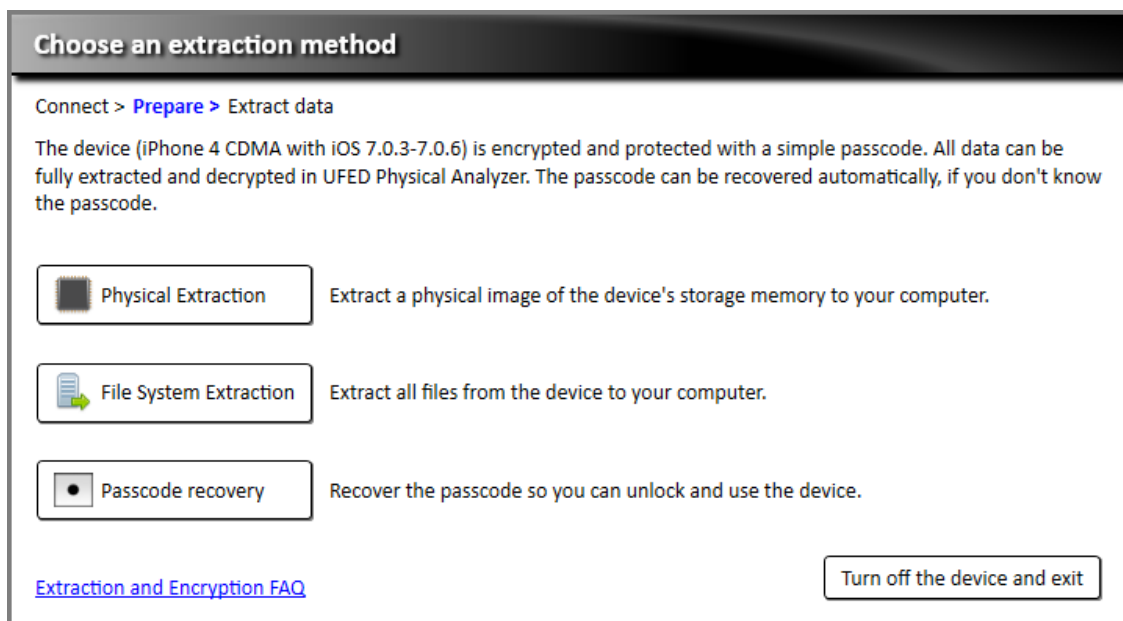 Choose an extraction method
Connect > Prepare > Extract data
The device (iPhone 4 CDMA with iOS 7.0.3-7.0.6) is encrypted and protected with a simple passcode. All data can be
fully extracted and decrypted in UFED Physical Analyzer. The passcode can be recovered automatically, if you don't know
the passcode.
Physical Extraction
Extract a physical image of the device's storage memory to your computer.
File System Extraction
Extract all files from the device to your computer.
Passcode recovery
Recover the passcode so you can unlock and use the device.
Extraction and Encryption FAQ
Turn off the device and exit